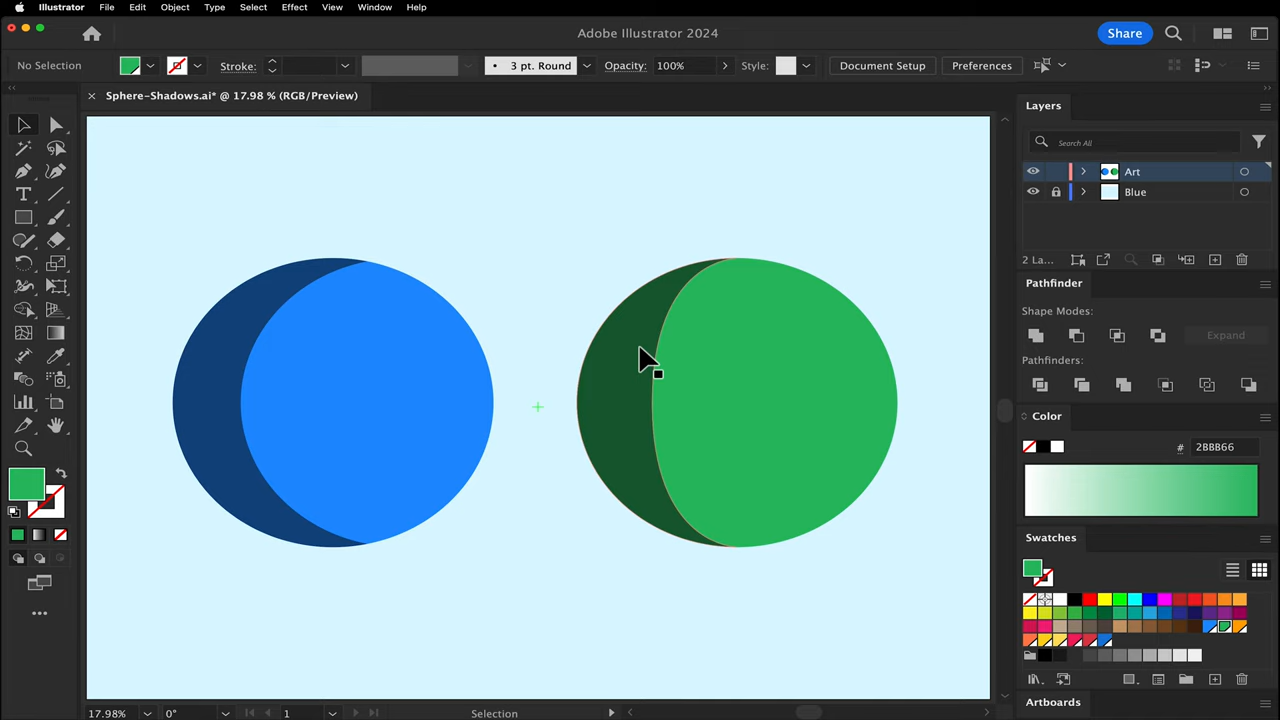 Illustrator File Edit Object Type Select Effect View Window Help
Adobe Illustrator 2024
Share
No Selection
Stroke:
3 pt. Round
Opacity: 100%
Style:
Document Setup
Preferences
Sphere-Shadows.ai* @ 17.98 % (RGB/Preview)
Layers
Search All
Art
Blue
2 La...
Pathfinder
Shape Modes:
Expand
Pathfinders:
Color
# 2BBB66
Swatches
Artboards
17.98% 0° 1 Selection